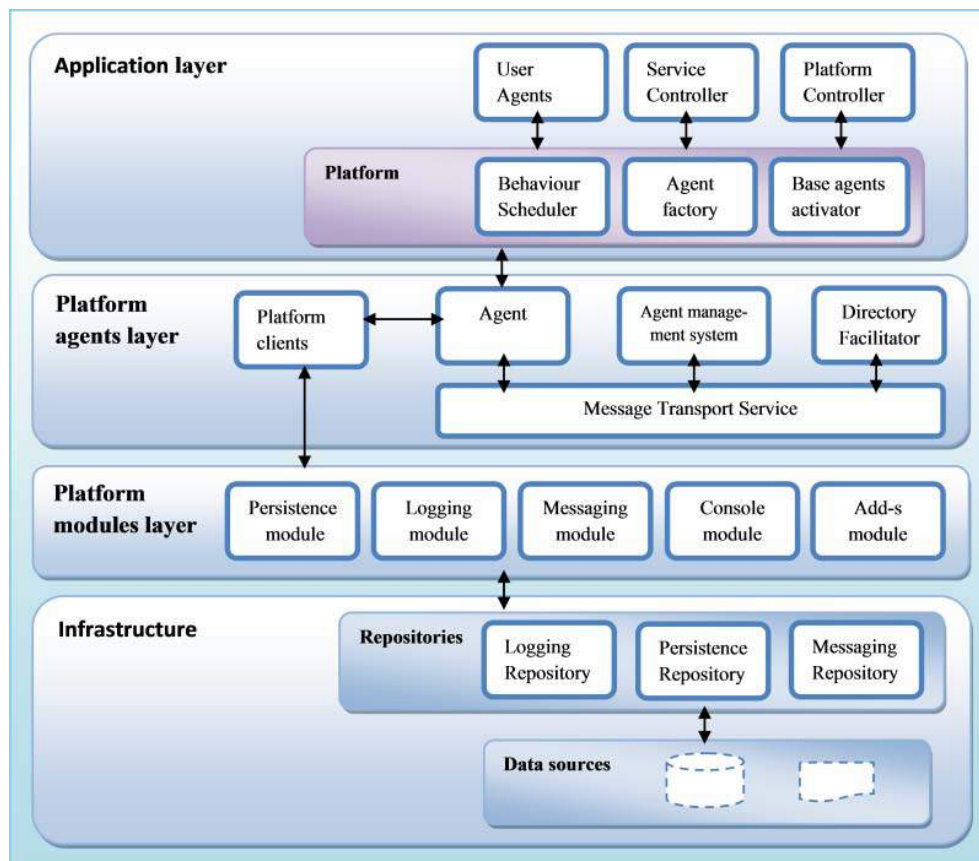 Application layer
User
Agents
Service
Controller
Platform
Controller
Platform
Behaviour
Scheduler
Agent
factory
Base agents
activator
Platform
agents layer
Platform
clients
Agent
Agent manage-
ment system
Directory
Facilitator
Message Transport Service
Platform
modules layer
Persistence
module
Logging
module
Messaging
module
Console
module
Add-s
module
Infrastructure
Repositories
Logging
Repository
Persistence
Repository
Messaging
Repository
Data sources